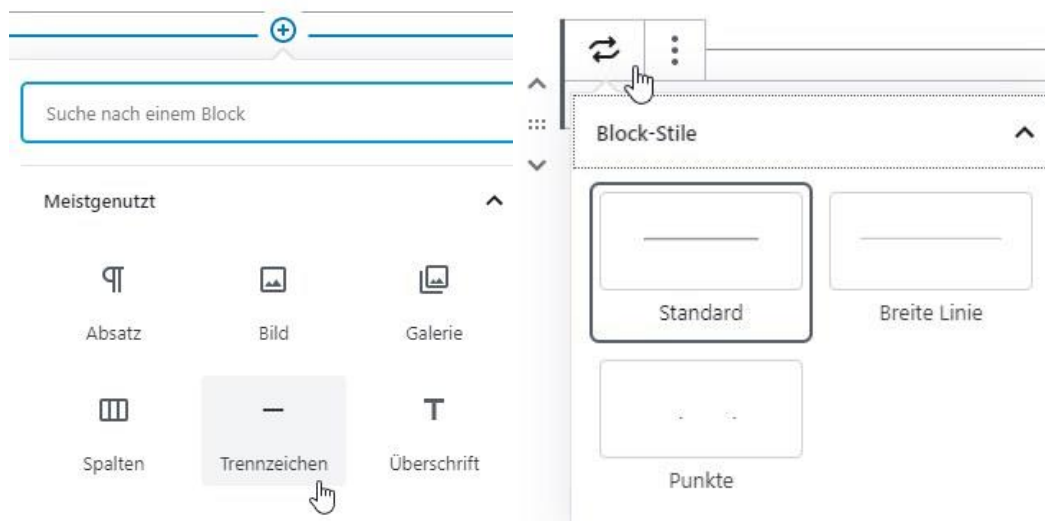 Suche nach einem Block
Meistgenutzt
Absatz
Bild
Galerie
Spalten
Trennzeichen
Überschrift
Block-Stile
Standard
Breite Linie
Punkte